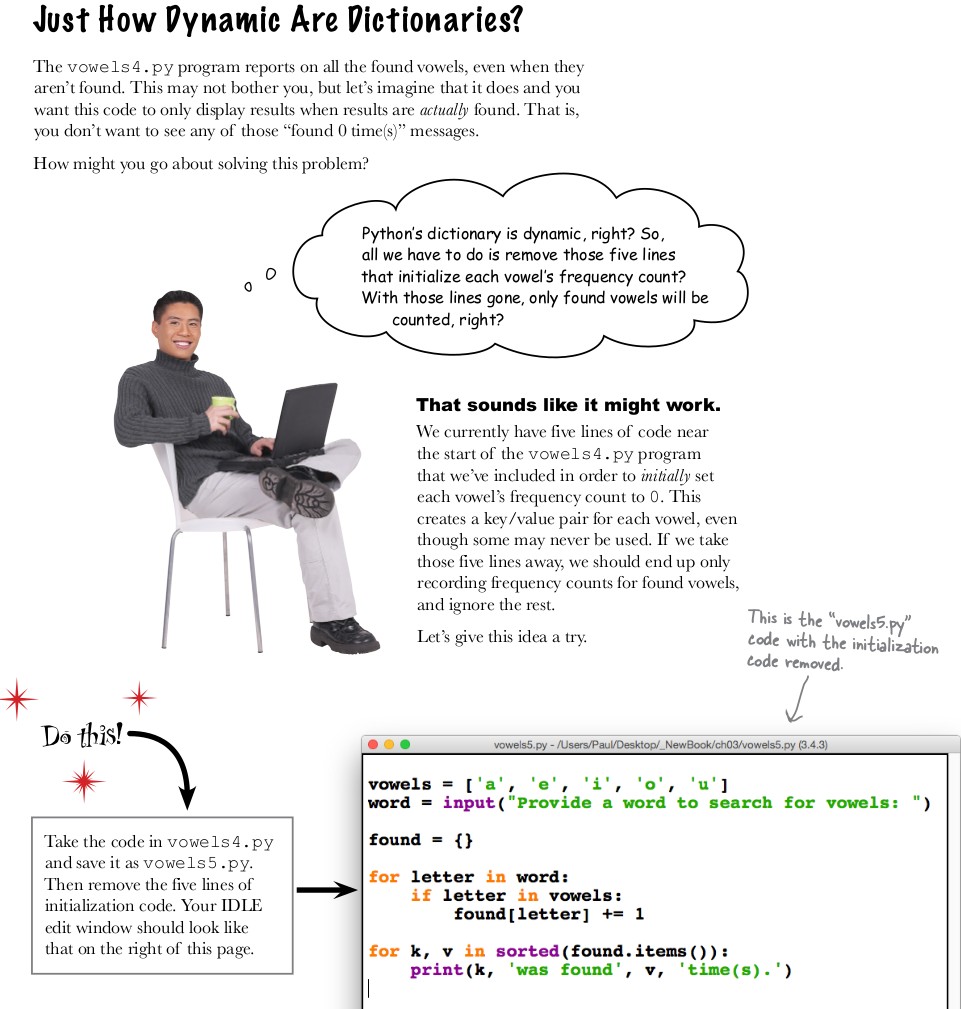 Just How Dynamic Are Dictionaries?
The vowels4.py program reports on all the found vowels, even when they
aren’t found. This may not bother you, but let’s imagine that it does and you
want this code to only display results when results are actually found. That is,
you don’t want to see any of those “found 0 time(s)” messages.
How might you go about solving this problem?
Python’s dictionary is dynamic, right? So,
all we have to do is remove those five lines
that initialize each vowel’s frequency count?
With those lines gone, only found vowels will be
counted, right?
That sounds like it might work.
We currently have five lines of code near
the start of the vowels4.py program
that we’ve included in order to initially set
each vowel’s frequency count to 0. This
creates a key/value pair for each vowel, even
though some may never be used. If we take
those five lines away, we should end up only
recording frequency counts for found vowels,
and ignore the rest.
Let’s give this idea a try.
This is the “vowels5.py”
code with the initialization
code removed.
Do this!
Take the code in vowels4.py
and save it as vowels5.py.
Then remove the five lines of
initialization code. Your IDLE
edit window should look like
that on the right of this page.
vowels5.py - /Users/Paul/Desktop/_NewBook/ch03/vowels5.py (3.4.3)
vowels = ['a', 'e', 'i', 'o', 'u']
word = input("Provide a word to search for vowels: ")
found = {}
for letter in word:
    if letter in vowels:
        found[letter] += 1
for k, v in sorted(found.items()):
    print(k, 'was found', v, 'time(s).')